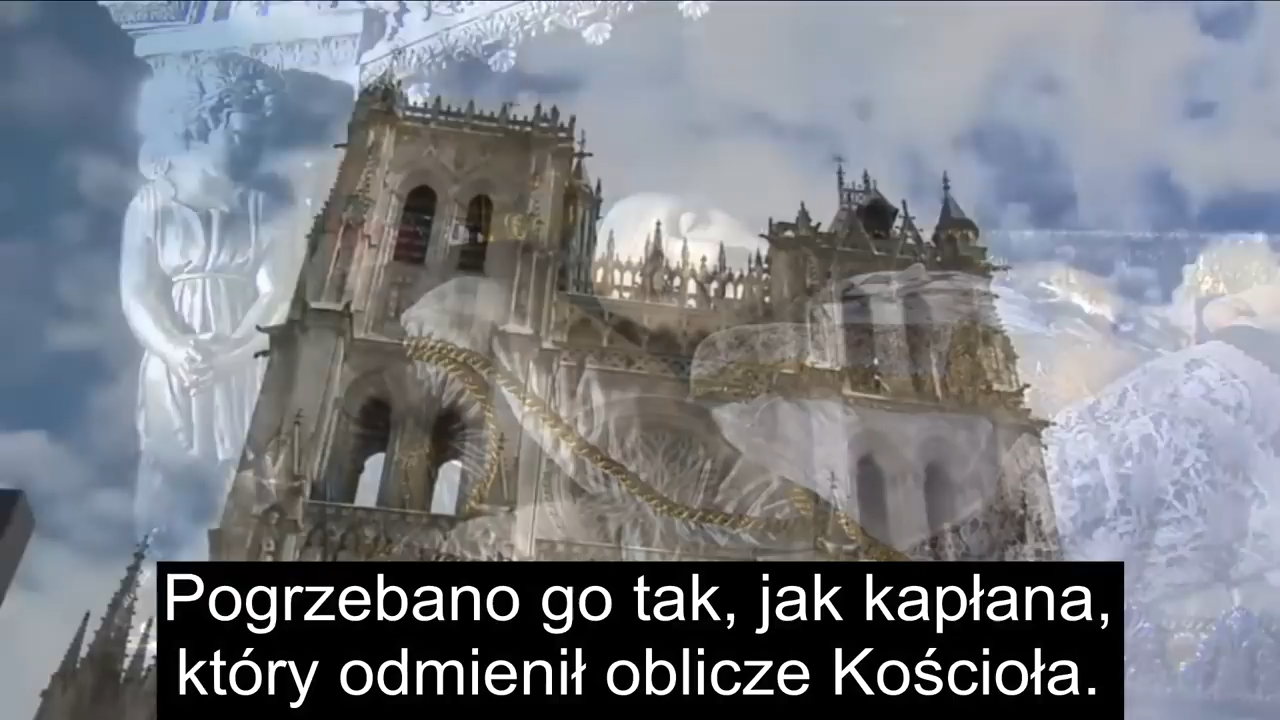 Pogrzebano go tak, jak kapłana,
który odmienił oblicze Kościoła.